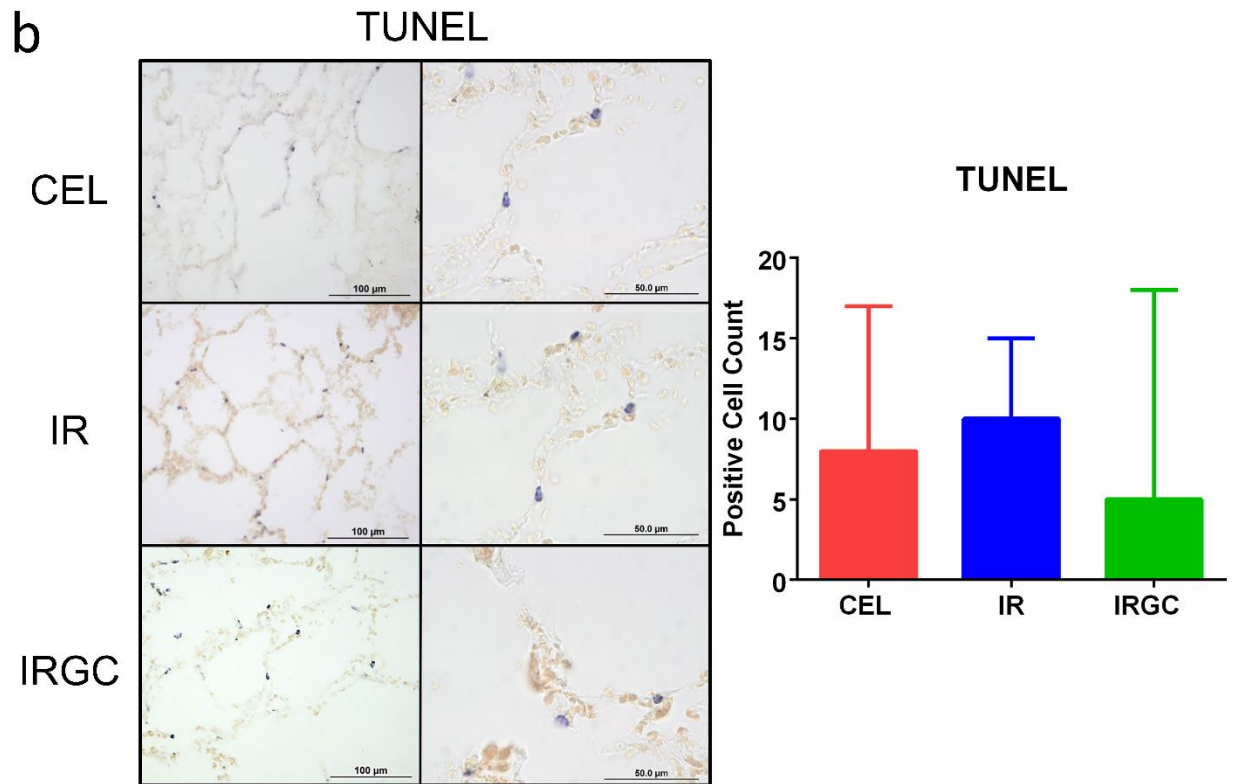 b
TUNEL
CEL
100 µm
50.0 µm
IR
100 µm
50.0 µm
IRGC
100 µm
50.0 µm
TUNEL
Positive Cell Count
20
15
10
5
0
CEL IR IRGC